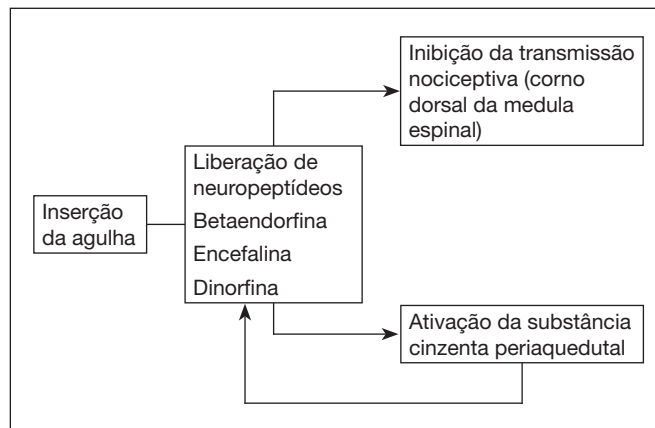 Inibição da transmissão
nociceptiva (corno
dorsal da medula
espinal)
Liberação de
neuropeptídeos
Betaendorfina
Encefalina
Dinorfina
Inserção
da agulha
Ativação da substância
cinzenta periaquedutal